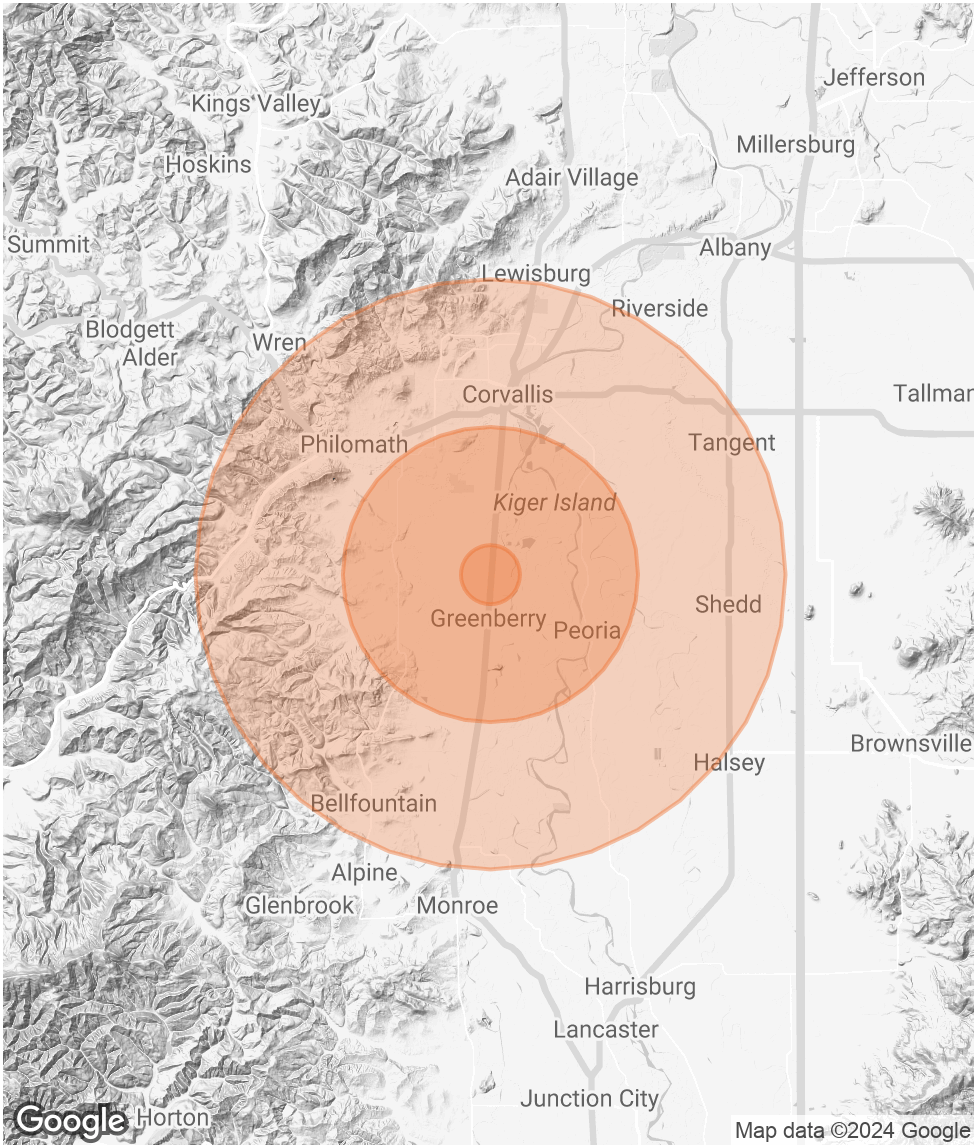 Jefferson
Kings Valley
Millersburg
Hoskins
Adair Village
Summit
Albany
Lewisburg
Riverside
Blodgett
Wren
Alder
Corvallis
Tallman
Philomath
Tangent
Kiger Island
Shedd
Greenberry
Peoria
Brownsville
Halsey
Bellfountain
Alpine
Glenbrook
Monroe
Harrisburg
Lancaster
Junction City
Google
Horton
Map data ©2024 Google